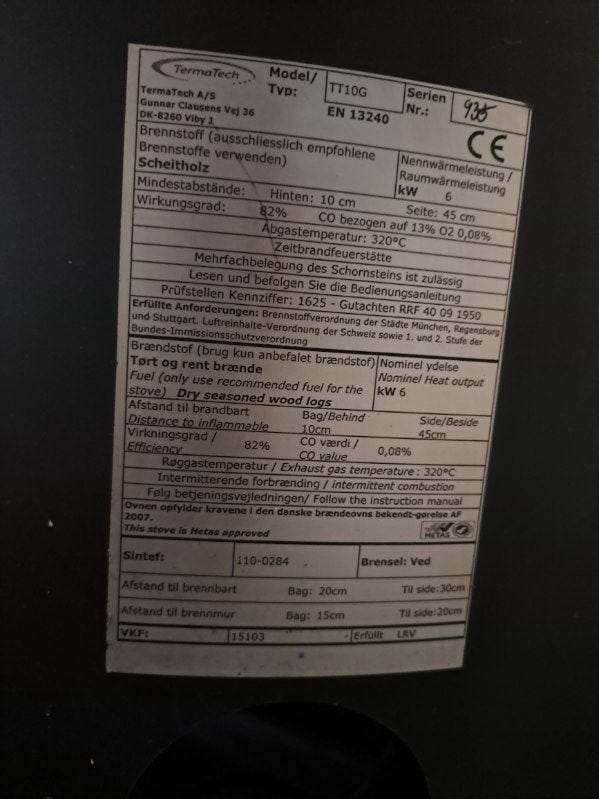 TermaTech
Model/
Typ:
TT10G
Serien
Nr.:
935
TermaTech A/S
Gunnar Clausens Vej 36
DK-8260 Viby 1
EN 13240
CE
Brennstoff (ausschliesslich empfohlene
Brennstoffe verwenden)
Scheitholz
Nennwärmeleistung /
Raumwärmeleistung
kW 6
Mindestabstände: Hinten: 10 cm Seite: 45 cm
Wirkungsgrad: 82% CO bezogen auf 13% O2 0,08%
Abgastemperatur: 320°C
Zeitbrandfeuerstätte
Mehrfachbelegung des Schornsteins ist zulässig
Lesen und befolgen Sie die Bedienungsanleitung
Prüfstellen Kennziffer: 1625 - Gutachten RRF 40 09 1950
Erfüllte Anforderungen: Brennstoffverordnung der Städte München, Regensburg
und Stuttgart. Luftreinhalte-Verordnung der Schweiz sowie 1. und 2. Stufe der
Bundes-Immissionsschutzverordnung
Brændstof (brug kun anbefalet brændstof)
Tørt og rent brænde
Fuel (only use recommended fuel for the
stove) Dry seasoned wood logs
Nominel ydelse
Nominel Heat output
kW 6
Afstand til brandbart Bag/Behind Side/Beside
Distance to inflammable 10cm 45cm
Virkningsgrad / 82% CO værdi / 0,08%
Efficiency CO value
Røggastemperatur / Exhaust gas temperature : 320°C
Intermitterende forbrænding / intermittent combustion
Følg betjeningsvejledningen/ Follow the instruction manual
Ovnen opfylder kravene i den danske brændeovns bekendt-gørelse AF
2007.
This stove is Hetas approved
HETAS
Sintef: 110-0284 Brensel: Ved
Afstand til brennbart Bag: 20cm Til side:30cm
Afstand til brennmur Bag: 15cm Til side:20cm
VKF: 15103 Erfüllt LRV